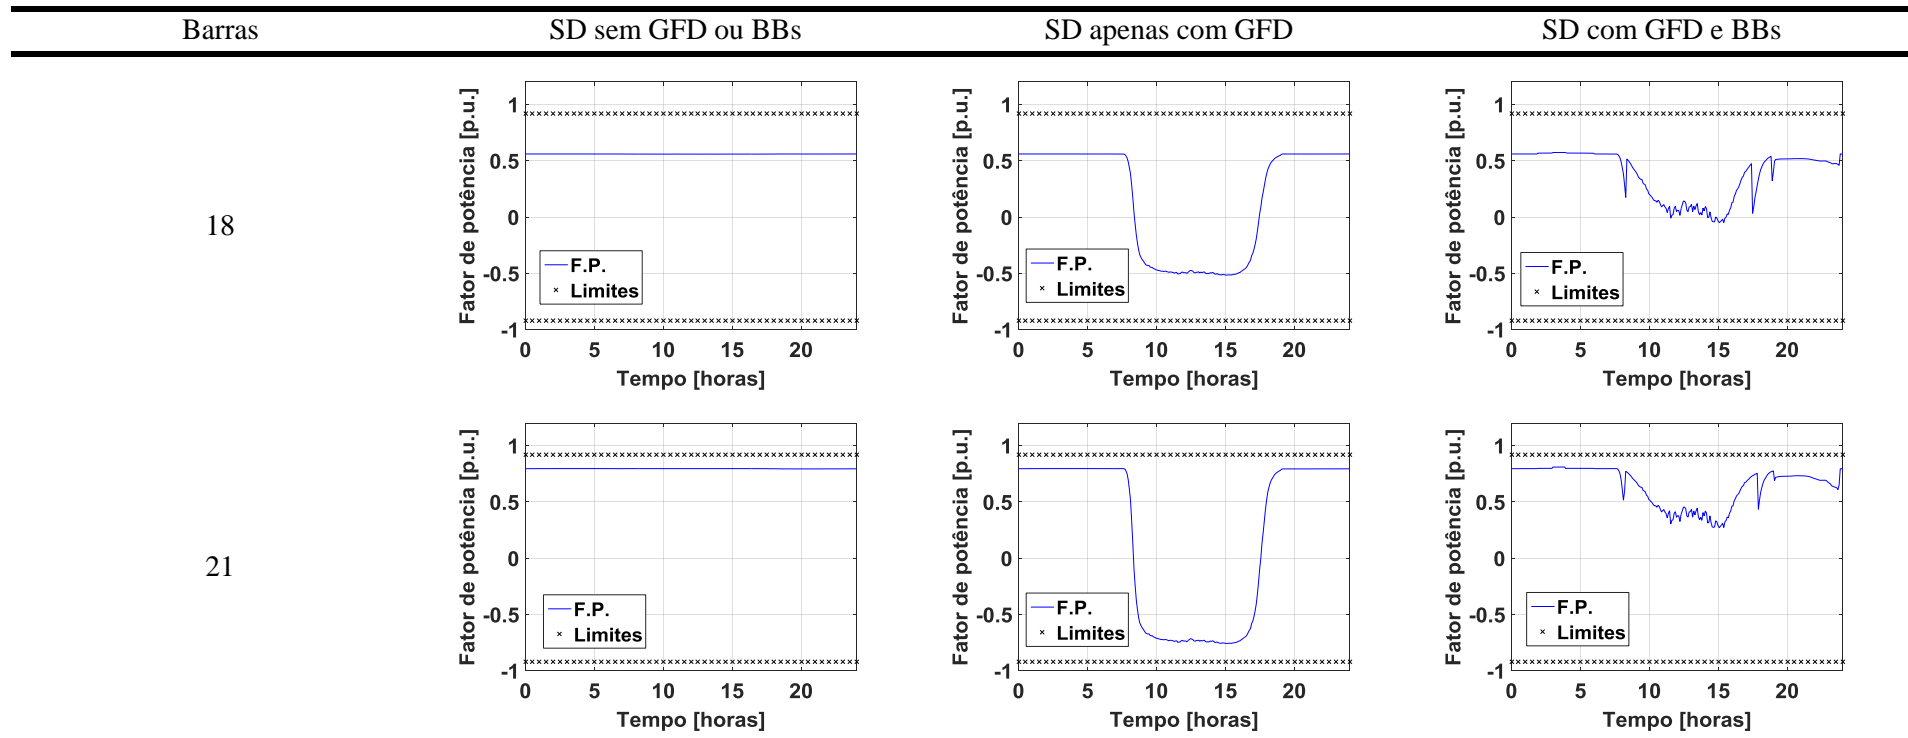 Barras SD sem GFD ou BBs SD apenas com GFD SD com GFD e BBs
18
Fator de potência [p.u.]
1
0.5
0
-0.5
-1
F.P.
Limites
0 5 10 15 20
Tempo [horas]
Fator de potência [p.u.]
1
0.5
0
-0.5
-1
F.P.
Limites
0 5 10 15 20
Tempo [horas]
Fator de potência [p.u.]
1
0.5
0
-0.5
-1
F.P.
Limites
0 5 10 15 20
Tempo [horas]
21
Fator de potência [p.u.]
1
0.5
0
-0.5
-1
F.P.
Limites
0 5 10 15 20
Tempo [horas]
Fator de potência [p.u.]
1
0.5
0
-0.5
-1
F.P.
Limites
0 5 10 15 20
Tempo [horas]
Fator de potência [p.u.]
1
0.5
0
-0.5
-1
F.P.
Limites
0 5 10 15 20
Tempo [horas]